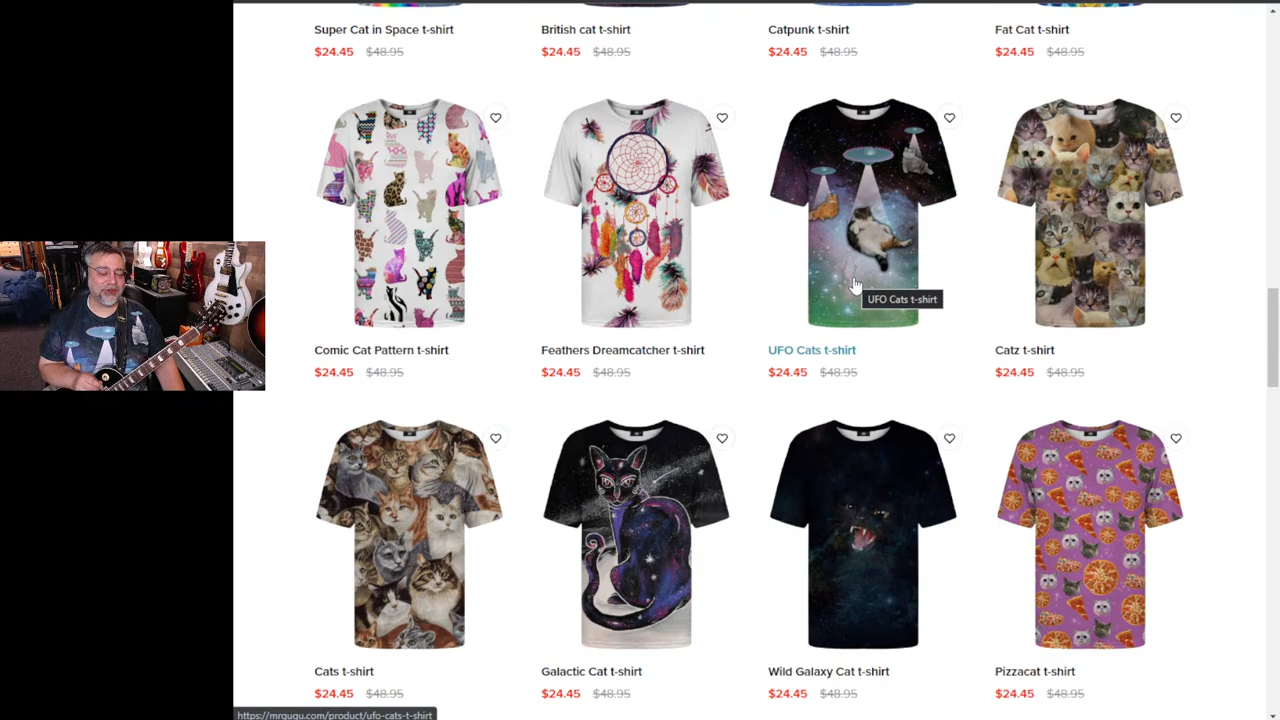 Super Cat in Space t-shirt
British cat t-shirt
Catpunk t-shirt
Fat Cat t-shirt
$24.45 $48.95
$24.45 $48.95
$24.45 $48.95
$24.45 $48.95
UFO Cats t-shirt
Comic Cat Pattern t-shirt
Feathers Dreamcatcher t-shirt
UFO Cats t-shirt
Catz t-shirt
$24.45 $48.95
$24.45 $48.95
$24.45 $48.95
$24.45 $48.95
Cats t-shirt
Galactic Cat t-shirt
Wild Galaxy Cat t-shirt
Pizzacat t-shirt
$24.45 $48.95
$24.45 $48.95
$24.45 $48.95
$24.45 $48.95
https://mrgugu.com/product/ufo-cats-t-shirt